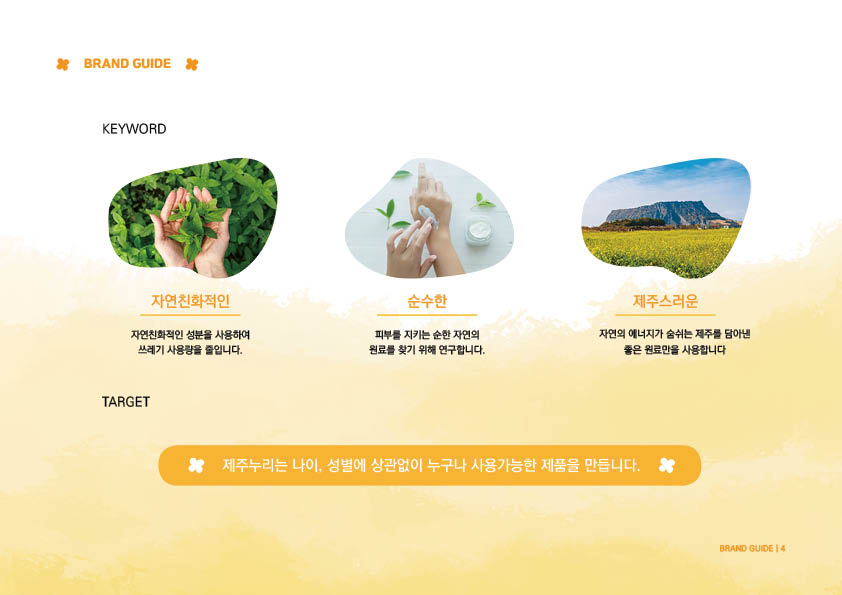 BRAND GUIDE
KEYWORD
자연친화적인
자연친화적인 성분을 사용하여
쓰레기 사용량을 줄입니다.
순수한
피부를 지키는 순한 자연의
원료를 찾기 위해 연구합니다.
제주스러운
자연의 에너지가 숨쉬는 제주를 담아낸
좋은 원료만을 사용합니다
TARGET
제주누리는 나이, 성별에 상관없이 누구나 사용가능한 제품을 만듭니다.
BRAND GUIDE | 4